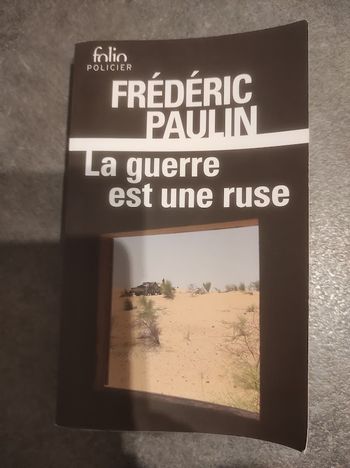 folio
POLICIER
FRÉDÉRIC
PAULIN
La guerre
est une ruse